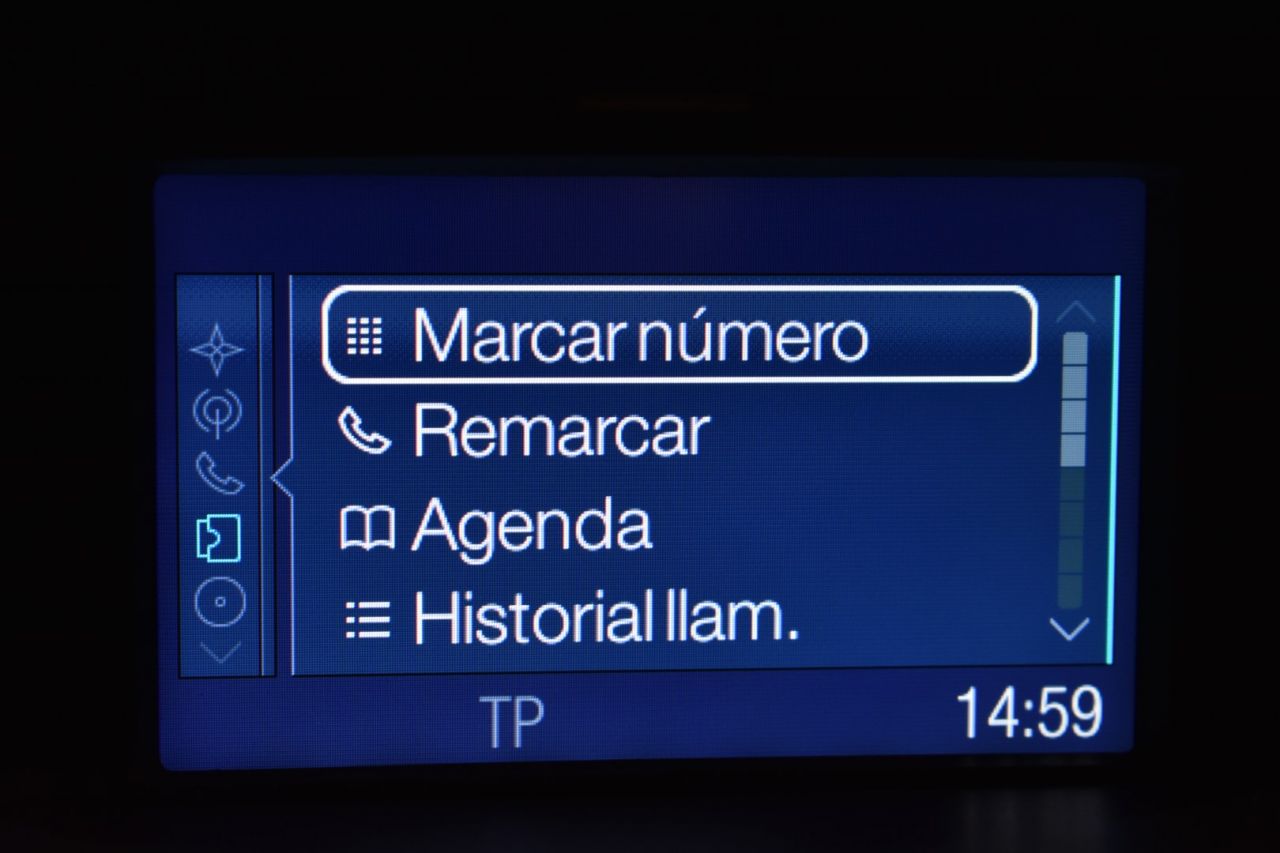 Marcar número
Remarcar
Agenda
Historial llam.
TP
14:59